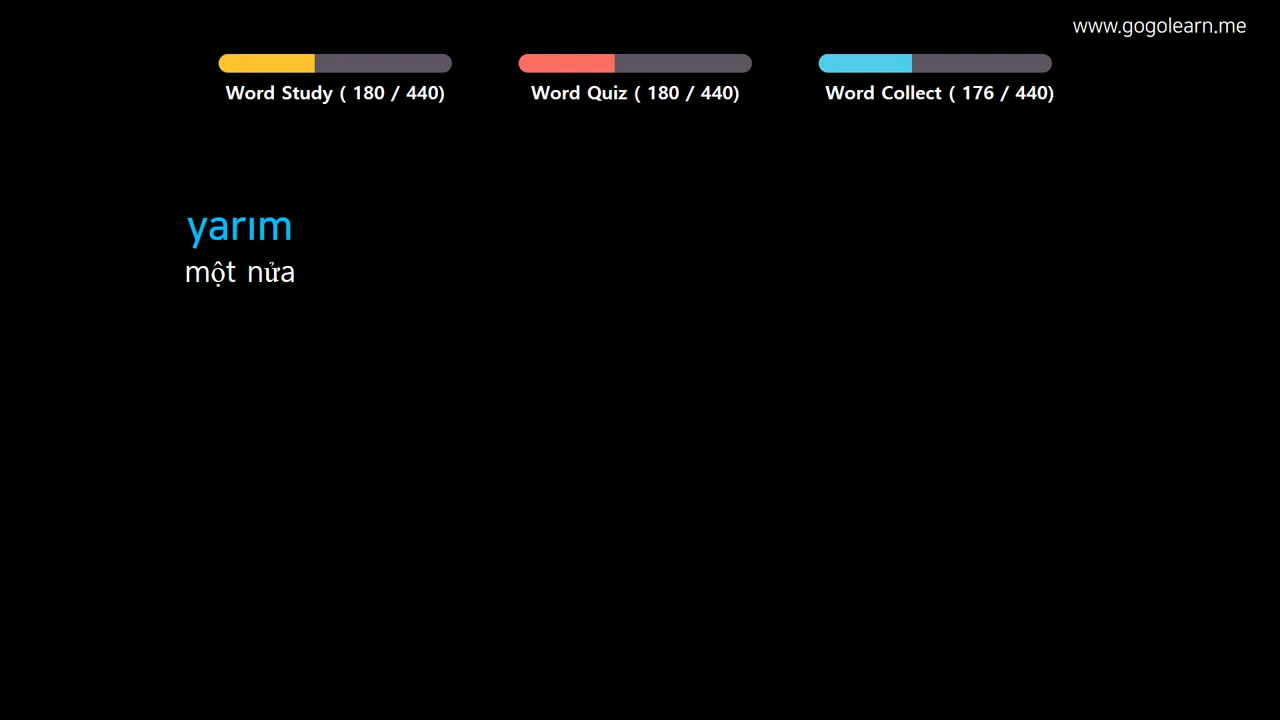 www.gogolearn.me
Word Study ( 180 / 440)
Word Quiz ( 180 / 440)
Word Collect ( 176 / 440)
yarım
một nửa